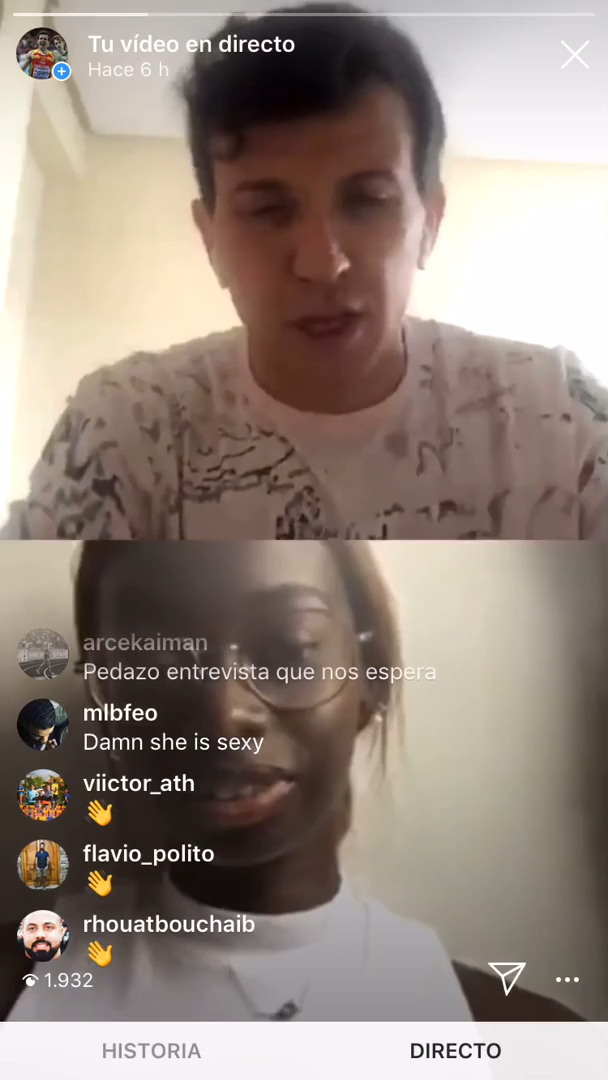 Tu vídeo en directo
Hace 6 h
arcekaiman
Pedazo entrevista que nos espera
mlbfeo
Damn she is sexy
viictor_ath
👋
flavio_polito
👋
rhouatbouchaib
👋
1.932
HISTORIA
DIRECTO